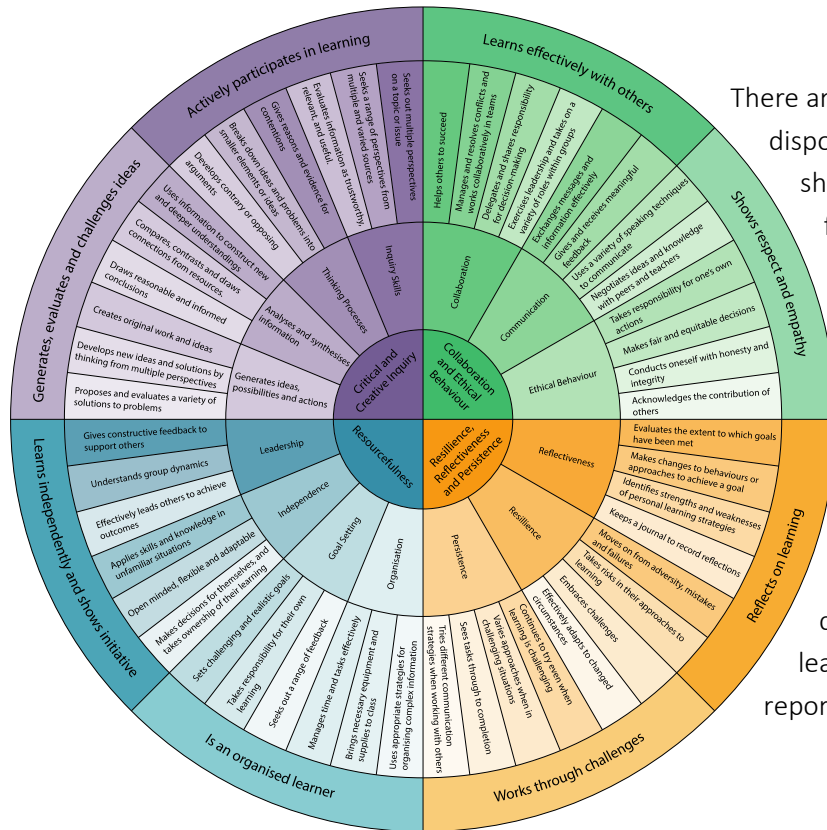 Actively participates in learning
Learns effectively with others
Shows respect and empathy
Reflects on learning
Works through challenges
Is an organised learner
Learns independently and shows initiative
Generates, evaluates and challenges ideas
Critical and
Creative Inquiry
Collaboration
and Ethical
Behaviour
Resillience,
Reflectiveness
and Persistence
Resourcefulness
Inquiry Skills
Thinking Processes
Analyses and synthesises
information
Generates ideas,
possibilities and actions
Collaboration
Communication
Ethical Behaviour
Reflectiveness
Resillience
Persistence
Organisation
Goal Setting
Independence
Leadership
Seeks out multiple perspectives
on a topic or issue
Seeks a range of perspectives from
multiple and varied sources
Evaluates information as trustworthy,
relevant, and useful.
Gives reasons and evidence for
contentions
Breaks down ideas and problems into
smaller elements or ideas
Develops contrary or opposing
arguments
Uses information to construct new
and deeper understandings
Compares, contrasts and draws
connections from resources.
Draws reasonable and informed
conclusions
Creates original work and ideas
Develops new ideas and solutions by
thinking from multiple perspectives
Proposes and evaluates a variety of
solutions to problems
Helps others to succeed
Manages and resolves conflicts and
works collaboratively in teams
Delegates and shares responsibility
for decision-making
Exercises leadership and takes on a
variety of roles within groups
Exchanges messages and
information effectively
Gives and receives meaningful
feedback
Uses a variety of speaking techniques
to communicate
Negotiates ideas and knowledge
with peers and teachers
Takes responsibility for one's own
actions
Makes fair and equitable decisions
Conducts oneself with honesty and
integrity
Acknowledges the contribution of
others
Evaluates the extent to which goals
have been met
Makes changes to behaviours or
approaches to achieve a goal
Identifies strengths and weaknesses
of personal learning strategies
Keeps a journal to record reflections
Moves on from adversity, mistakes
and failures
Takes risks in their approaches to
learning
Embraces challenges
Effectively adapts to changed
circumstances
Continues to try even when
learning is challenging
Varies approaches when in
challenging situations
Sees tasks through to completion
Tries different communication
strategies when working with others
Uses appropriate strategies for
organising complex information
Brings necessary equipment and
supplies to class
Manages time and tasks effectively
Seeks out a range of feedback
Takes responsibility for their own
learning
Sets challenging and realistic goals
Makes decisions for themselves, and
takes ownership of their learning
Open minded, flexible and adaptable
Applies skills and knowledge in
unfamiliar situations
Effectively leads others to achieve
outcomes
Understands group dynamics
Gives constructive feedback to
support others
There ar
dispo
sh
lea
repor